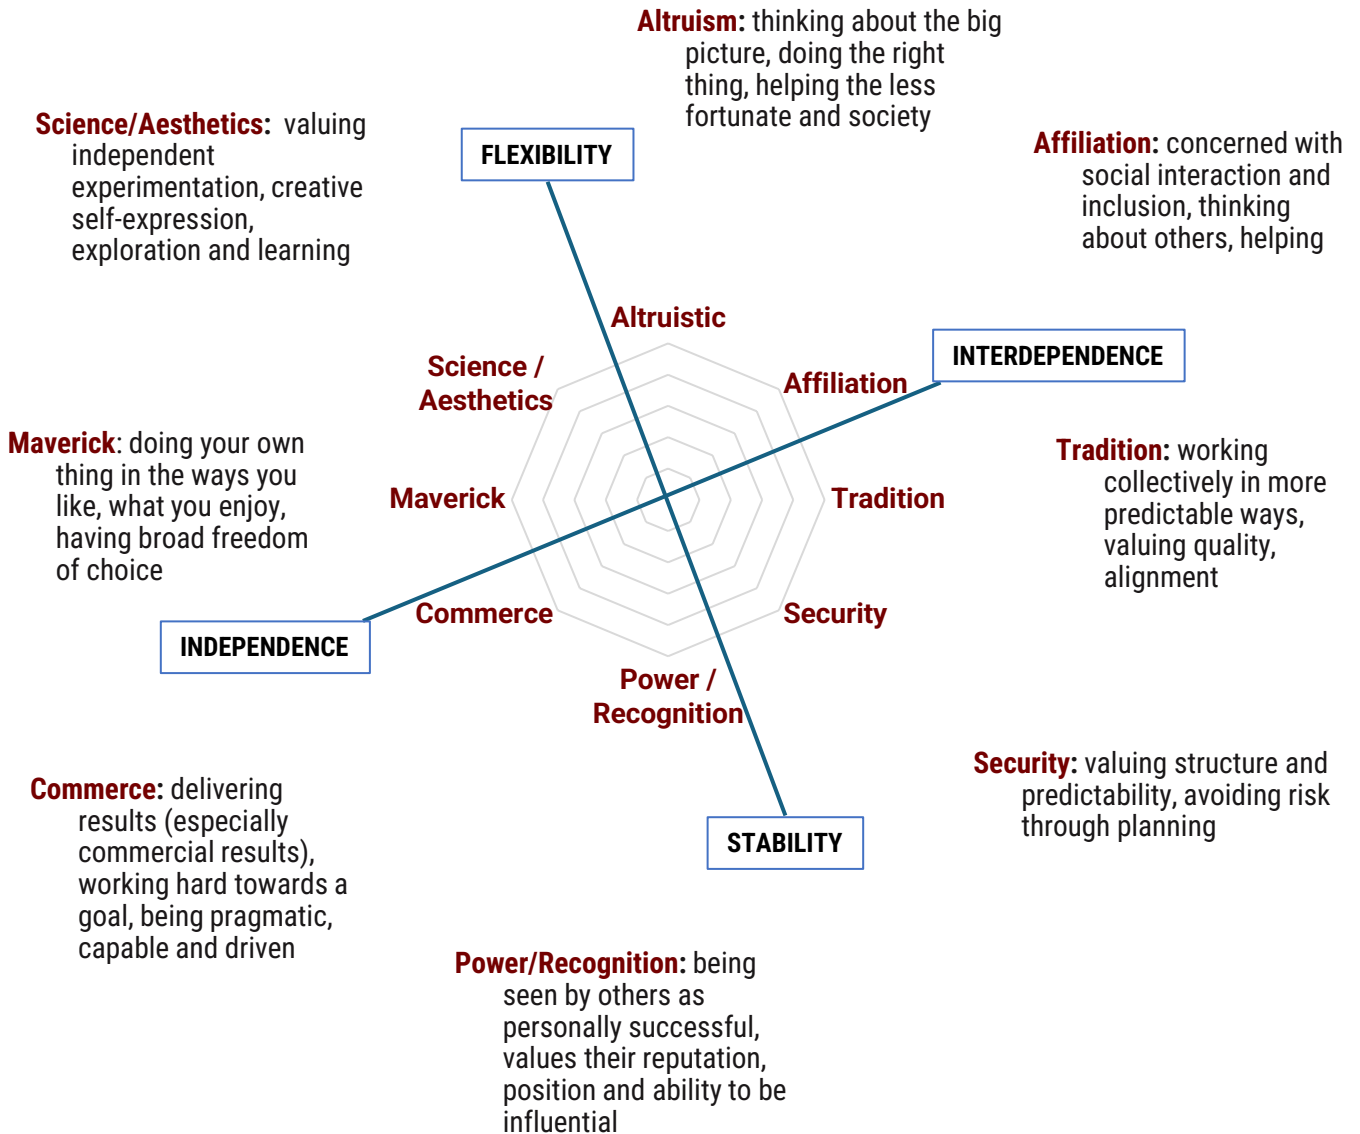 Altruism: thinking about the big
picture, doing the right
thing, helping the less
fortunate and society
Science/Aesthetics: valuing
independent
experimentation, creative
self-expression,
exploration and learning
FLEXIBILITY
Affiliation: concerned with
social interaction and
inclusion, thinking
about others, helping
Altruistic
INTERDEPENDENCE
Science /
Aesthetics
Affiliation
Maverick: doing your own
thing in the ways you
like, what you enjoy,
having broad freedom
of choice
Maverick
Tradition
Tradition: working
collectively in more
predictable ways,
valuing quality,
alignment
Commerce
Security
INDEPENDENCE
Power /
Recognition
Commerce: delivering
results (especially
commercial results),
working hard towards a
goal, being pragmatic,
capable and driven
STABILITY
Security: valuing structure and
predictability, avoiding risk
through planning
Power/Recognition: being
seen by others as
personally successful,
values their reputation,
position and ability to be
influential